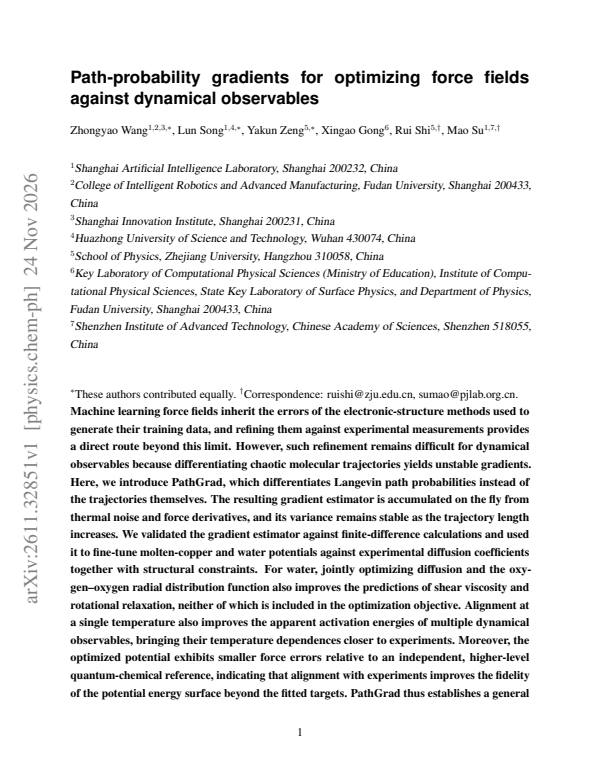 Path-probability gradients for optimizing force fields
against dynamical observables
Zhongyao Wang1,2,3,∗, Lun Song1,4,∗, Yakun Zeng5,∗, Xingao Gong6, Rui Shi5,†, Mao Su1,7,†
1Shanghai Artificial Intelligence Laboratory, Shanghai 200232, China
2College of Intelligent Robotics and Advanced Manufacturing, Fudan University, Shanghai 200433,
China
3Shanghai Innovation Institute, Shanghai 200231, China
4Huazhong University of Science and Technology, Wuhan 430074, China
5School of Physics, Zhejiang University, Hangzhou 310058, China
6Key Laboratory of Computational Physical Sciences (Ministry of Education), Institute of Compu-
tational Physical Sciences, State Key Laboratory of Surface Physics, and Department of Physics,
Fudan University, Shanghai 200433, China
7Shenzhen Institute of Advanced Technology, Chinese Academy of Sciences, Shenzhen 518055,
China
∗These authors contributed equally. †Correspondence: ruishi@zju.edu.cn, sumao@pjlab.org.cn.
Machine learning force fields inherit the errors of the electronic-structure methods used to
generate their training data, and refining them against experimental measurements provides
a direct route beyond this limit. However, such refinement remains difficult for dynamical
observables because differentiating chaotic molecular trajectories yields unstable gradients.
Here, we introduce PathGrad, which differentiates Langevin path probabilities instead of
the trajectories themselves. The resulting gradient estimator is accumulated on the fly from
thermal noise and force derivatives, and its variance remains stable as the trajectory length
increases. We validated the gradient estimator against finite-difference calculations and used
it to fine-tune molten-copper and water potentials against experimental diffusion coefficients
together with structural constraints. For water, jointly optimizing diffusion and the oxy-
gen–oxygen radial distribution function also improves the predictions of shear viscosity and
rotational relaxation, neither of which is included in the optimization objective. Alignment at
a single temperature also improves the apparent activation energies of multiple dynamical
observables, bringing their temperature dependences closer to experiments. Moreover, the
optimized potential exhibits smaller force errors relative to an independent, higher-level
quantum-chemical reference, indicating that alignment with experiments improves the fidelity
of the potential energy surface beyond the fitted targets. PathGrad thus establishes a general
1
arXiv:2611.32851v1 [physics.chem-ph] 24 Nov 2026